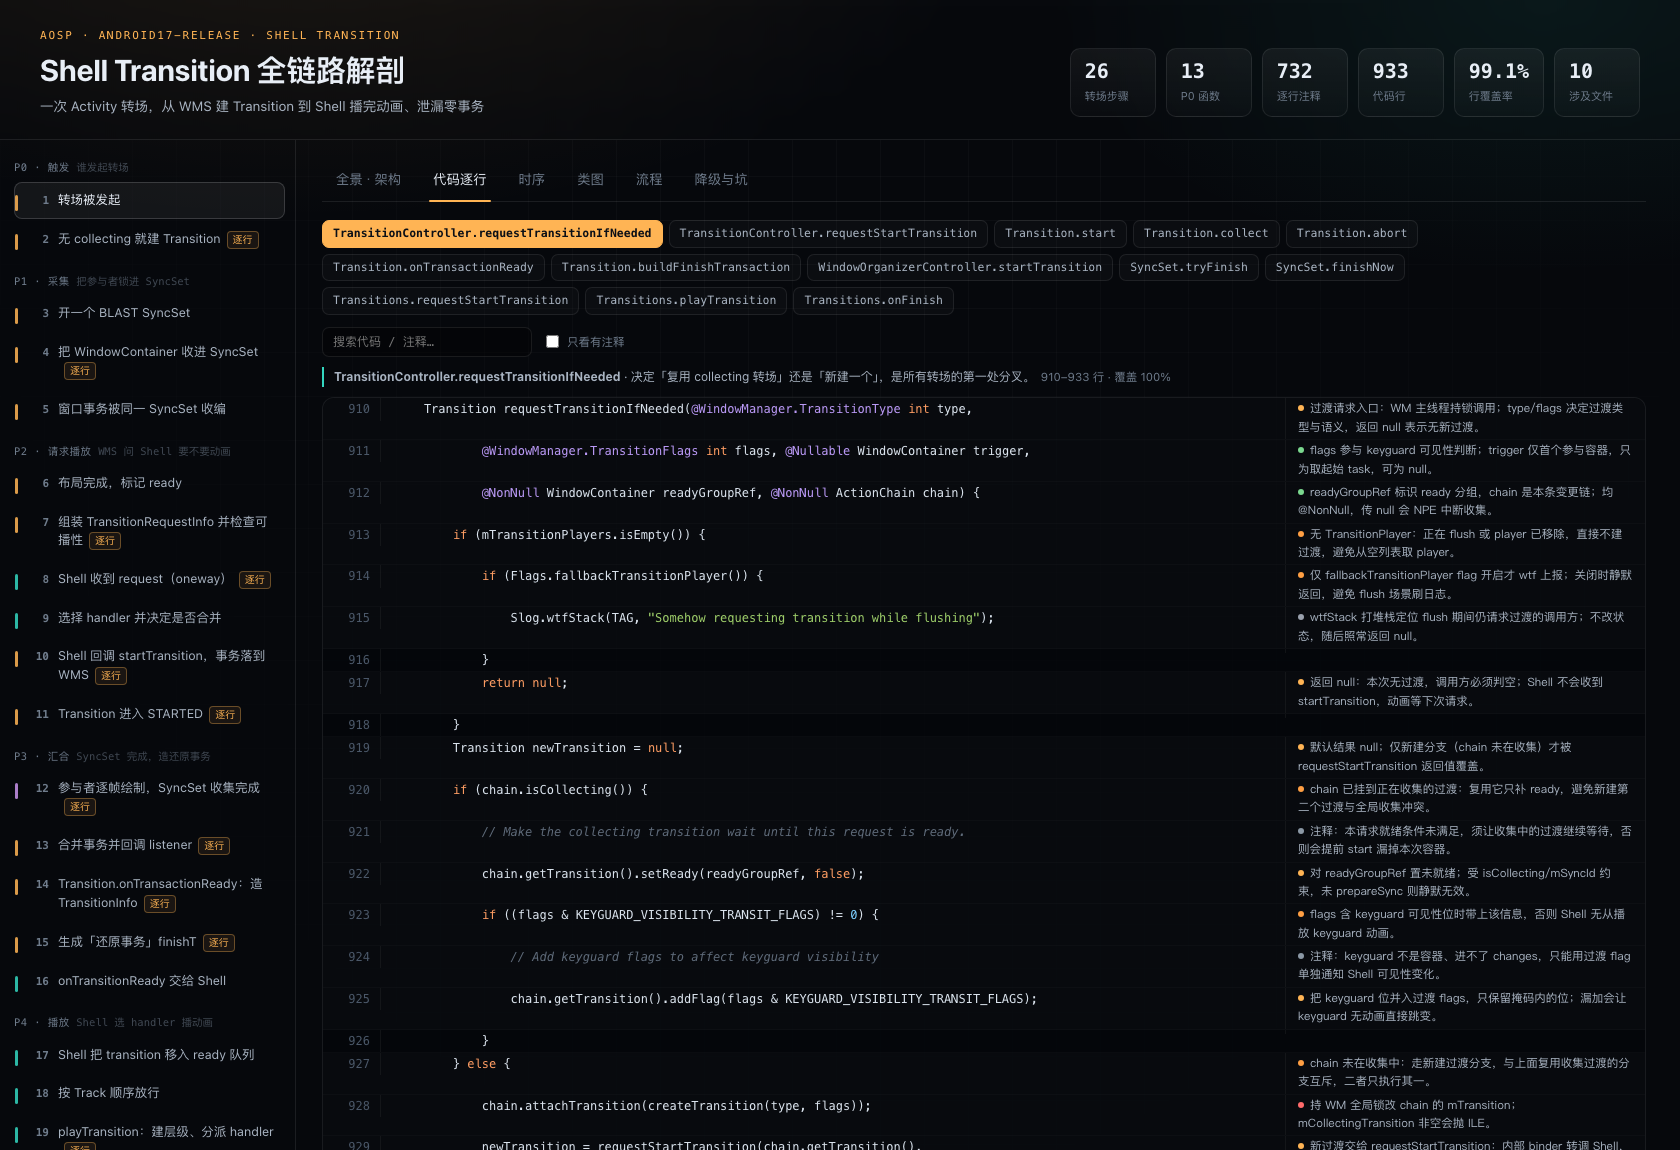 AOSP · ANDROID17-RELEASE · SHELL TRANSITION
Shell Transition 全链路解剖
一次 Activity 转场，从 WMS 建 Transition 到 Shell 播完动画、泄漏零事务
26
转场步骤
13
P0 函数
732
逐行注释
933
代码行
99.1%
行覆盖率
10
涉及文件
P0 · 触发 谁发起转场
1 转场被发起
2 无 collecting 就建 Transition 逐行
P1 · 采集 把参与者锁进 SyncSet
3 开一个 BLAST SyncSet
4 把 WindowContainer 收进 SyncSet
逐行
5 窗口事务被同一 SyncSet 收编
P2 · 请求播放 WMS 问 Shell 要不要动画
6 布局完成，标记 ready
7 组装 TransitionRequestInfo 并检查可
播性 逐行
8 Shell 收到 request（oneway） 逐行
9 选择 handler 并决定是否合并
10 Shell 回调 startTransition，事务落到
WMS 逐行
11 Transition 进入 STARTED 逐行
P3 · 汇合 SyncSet 完成，造还原事务
12 参与者逐帧绘制，SyncSet 收集完成
逐行
13 合并事务并回调 listener 逐行
14 Transition.onTransactionReady：造
TransitionInfo 逐行
15 生成「还原事务」finishT 逐行
16 onTransitionReady 交给 Shell
P4 · 播放 Shell 选 handler 播动画
17 Shell 把 transition 移入 ready 队列
18 按 Track 顺序放行
19 playTransition：建层级、分派 handler
逐行
全景 · 架构 代码逐行 时序 类图 流程 降级与坑
TransitionController.requestTransitionIfNeeded TransitionController.requestStartTransition Transition.start Transition.collect Transition.abort
Transition.onTransactionReady Transition.buildFinishTransaction WindowOrganizerController.startTransition SyncSet.tryFinish SyncSet.finishNow
Transitions.requestStartTransition Transitions.playTransition Transitions.onFinish
搜索代码 / 注释… 只看有注释
TransitionController.requestTransitionIfNeeded · 决定「复用 collecting 转场」还是「新建一个」，是所有转场的第一处分叉。 910–933 行 · 覆盖 100%
910 Transition requestTransitionIfNeeded(@WindowManager.TransitionType int type,
过渡请求入口：WM 主线程持锁调用；type/flags 决定过渡类
型与语义，返回 null 表示无新过渡。
911 @WindowManager.TransitionFlags int flags, @Nullable WindowContainer trigger,
flags 参与 keyguard 可见性判断；trigger 仅首个参与容器，只
为取起始 task，可为 null。
912 @NonNull WindowContainer readyGroupRef, @NonNull ActionChain chain) {
readyGroupRef 标识 ready 分组，chain 是本条变更链；均
@NonNull，传 null 会 NPE 中断收集。
913 if (mTransitionPlayers.isEmpty()) {
无 TransitionPlayer：正在 flush 或 player 已移除，直接不建
过渡，避免从空列表取 player。
914 if (Flags.fallbackTransitionPlayer()) {
仅 fallbackTransitionPlayer flag 开启才 wtf 上报；关闭时静默
返回，避免 flush 场景刷日志。
915 Slog.wtfStack(TAG, "Somehow requesting transition while flushing");
wtfStack 打堆栈定位 flush 期间仍请求过渡的调用方；不改状
态，随后照常返回 null。
916 }
917 return null;
返回 null：本次无过渡，调用方必须判空；Shell 不会收到
startTransition，动画等下次请求。
918 }
919 Transition newTransition = null;
默认结果 null；仅新建分支（chain 未在收集）才被
requestStartTransition 返回值覆盖。
920 if (chain.isCollecting()) {
chain 已挂到正在收集的过渡：复用它只补 ready，避免新建第
二个过渡与全局收集冲突。
921 // Make the collecting transition wait until this request is ready.
注释：本请求就绪条件未满足，须让收集中的过渡继续等待，否
则会提前 start 漏掉本次容器。
922 chain.getTransition().setReady(readyGroupRef, false);
对 readyGroupRef 置未就绪；受 isCollecting/mSyncId 约
束，未 prepareSync 则静默无效。
923 if ((flags & KEYGUARD_VISIBILITY_TRANSIT_FLAGS) != 0) {
flags 含 keyguard 可见性位时带上该信息，否则 Shell 无从播
放 keyguard 动画。
924 // Add keyguard flags to affect keyguard visibility
注释：keyguard 不是容器、进不了 changes，只能用过渡 flag
单独通知 Shell 可见性变化。
925 chain.getTransition().addFlag(flags & KEYGUARD_VISIBILITY_TRANSIT_FLAGS);
把 keyguard 位并入过渡 flags，只保留掩码内的位；漏加会让
keyguard 无动画直接跳变。
926 }
927 } else {
chain 未在收集中：走新建过渡分支，与上面复用收集过渡的分
支互斥，二者只执行其一。
928 chain.attachTransition(createTransition(type, flags));
持 WM 全局锁改 chain 的 mTransition；
mCollectingTransition 非空会抛 ILE。
929 newTransition = requestStartTransition(chain.getTransition(),
新过渡交给 requestStartTransition；内部 binder 转调 Shell，